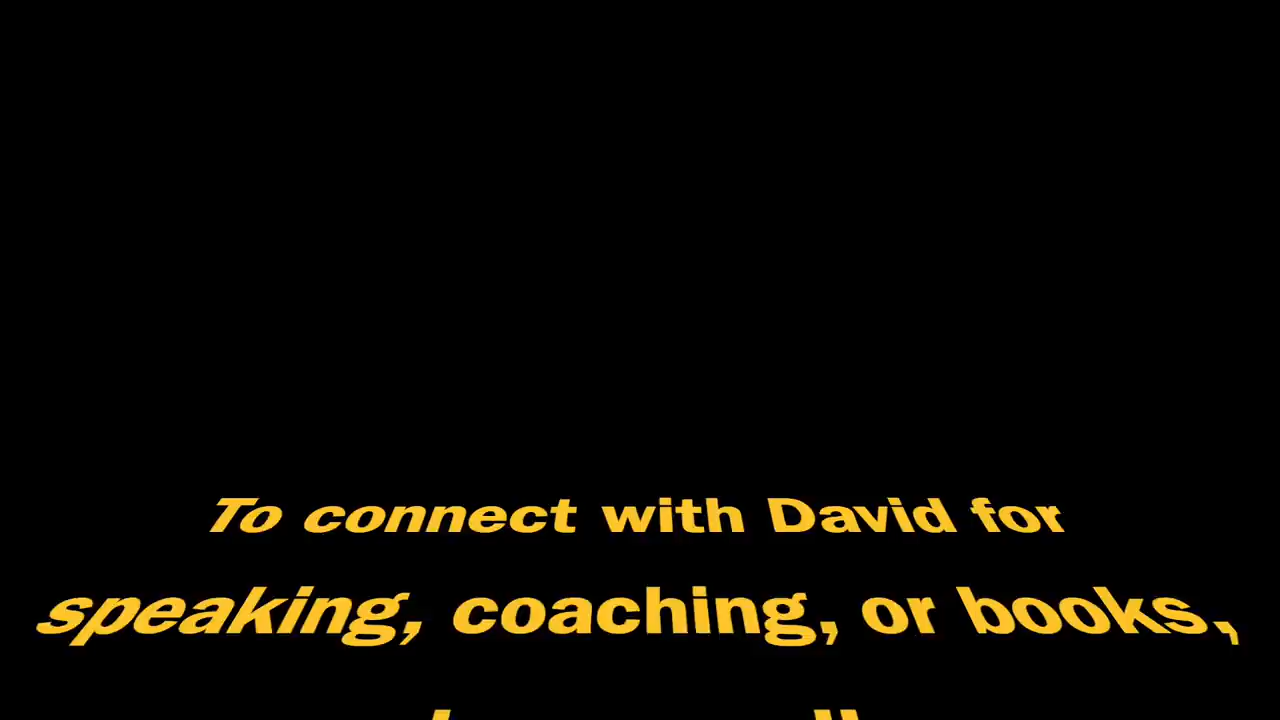 To connect with David for
speaking, coaching, or books,